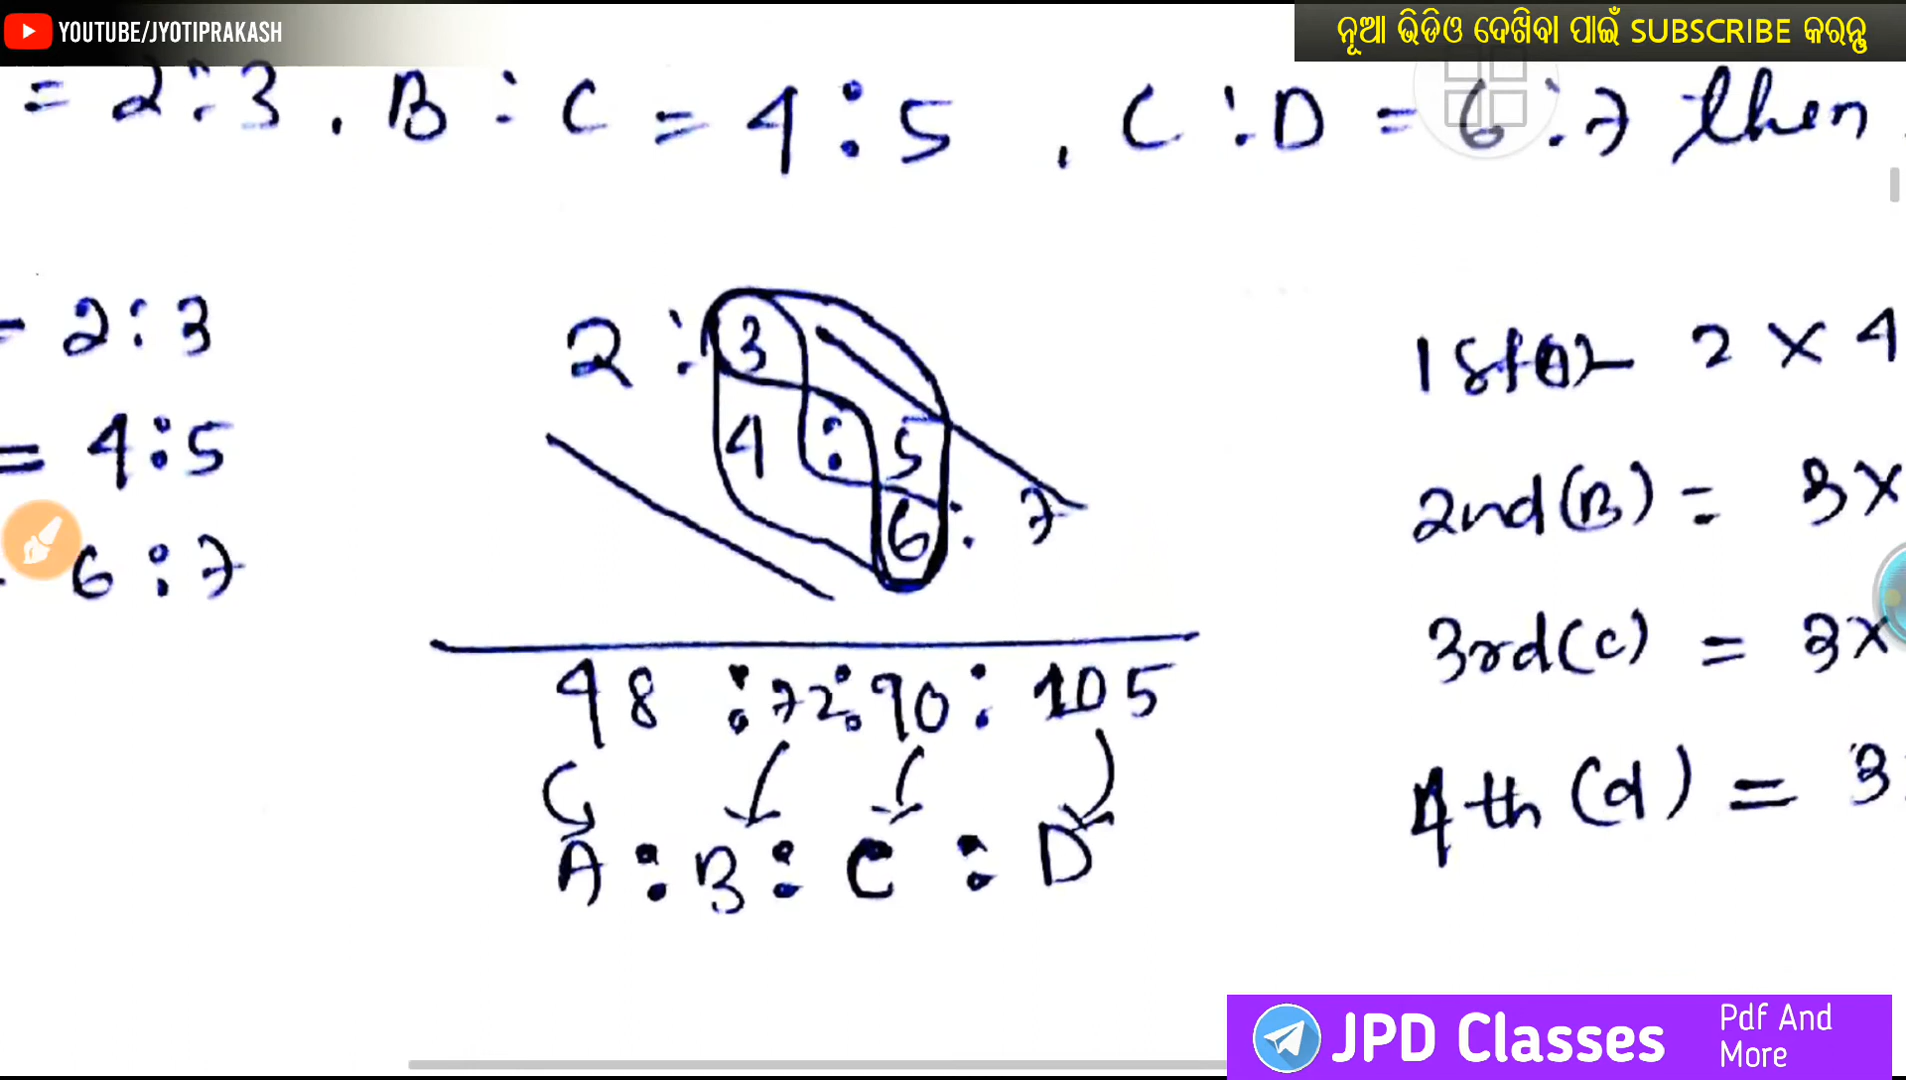 YOUTUBE/JYOTIPRAKASH
ନୂଆ ଭିଡିଓ ଦେଖିବା ପାଇଁ SUBSCRIBE କରନ୍ତୁ
= 2:3, B : C = 4:5, C:D = 6:7 then
= 2:3
= 4:5
6:7
2:3
4:5
6:7
48:72:90:105
A:B:C:D
1st(A) - 2 × 4
2nd(B) = 3×
3rd(C) = 3×
4th(d) = 3
JPD Classes
Pdf And
More